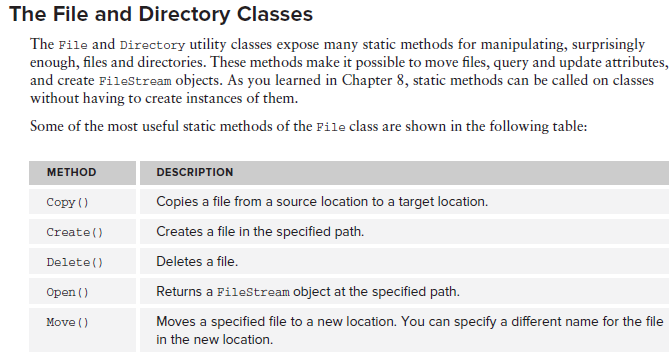 The File and Directory Classes
The File and Directory utility classes expose many static methods for manipulating, surprisingly
enough, files and directories. These methods make it possible to move files, query and update attributes,
and create FileStream objects. As you learned in Chapter 8, static methods can be called on classes
without having to create instances of them.
Some of the most useful static methods of the File class are shown in the following table:
METHOD DESCRIPTION
Copy() Copies a file from a source location to a target location.
Create() Creates a file in the specified path.
Delete() Deletes a file.
Open() Returns a FileStream object at the specified path.
Move() Moves a specified file to a new location. You can specify a different name for the file
in the new location.